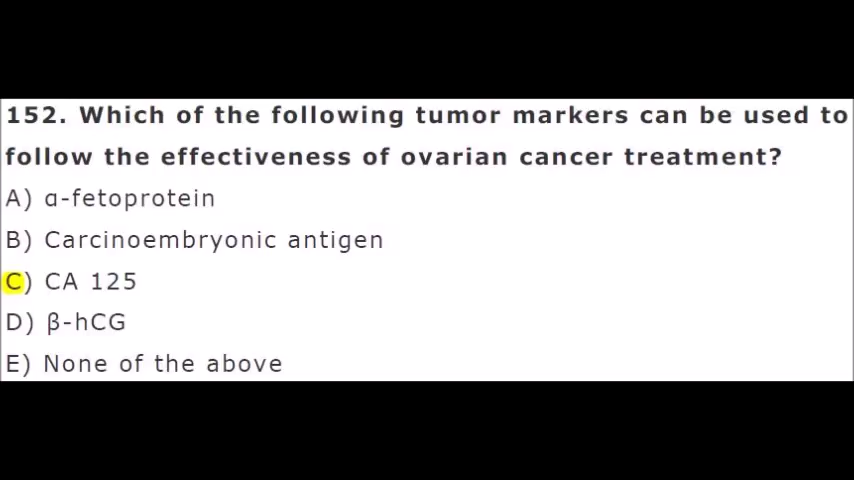 152. Which of the following tumor markers can be used to
follow the effectiveness of ovarian cancer treatment?
A) α-fetoprotein
B) Carcinoembryonic antigen
C) CA 125
D) β-hCG
E) None of the above